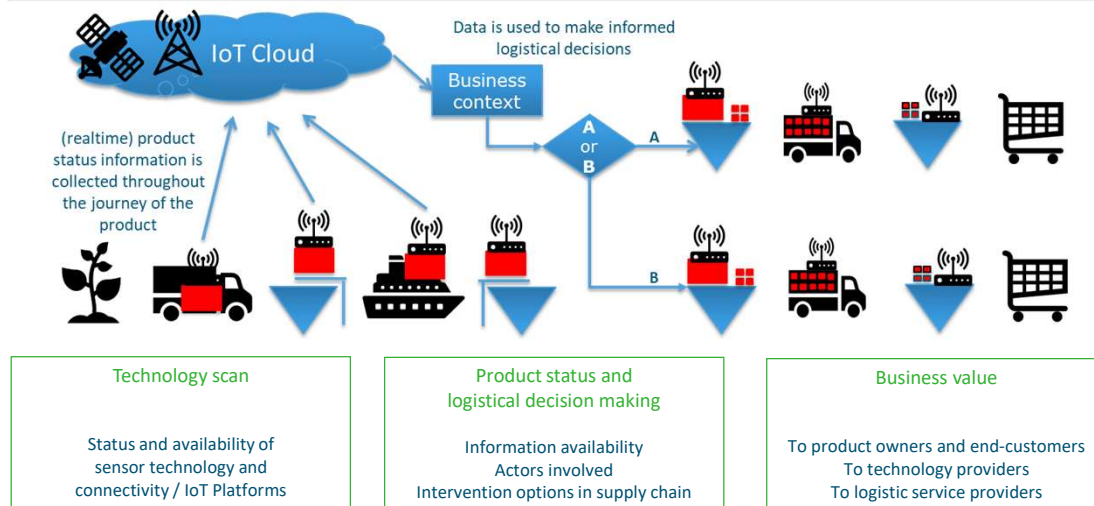 IoT Cloud
Data is used to make informed
logistical decisions
Business
context
A
or
B
A
B
(realtime) product
status information is
collected throughout
the journey of the
product
Technology scan
Status and availability of
sensor technology and
connectivity / IoT Platforms
Product status and
logistical decision making
Information availability
Actors involved
Intervention options in supply chain
Business value
To product owners and end-customers
To technology providers
To logistic service providers